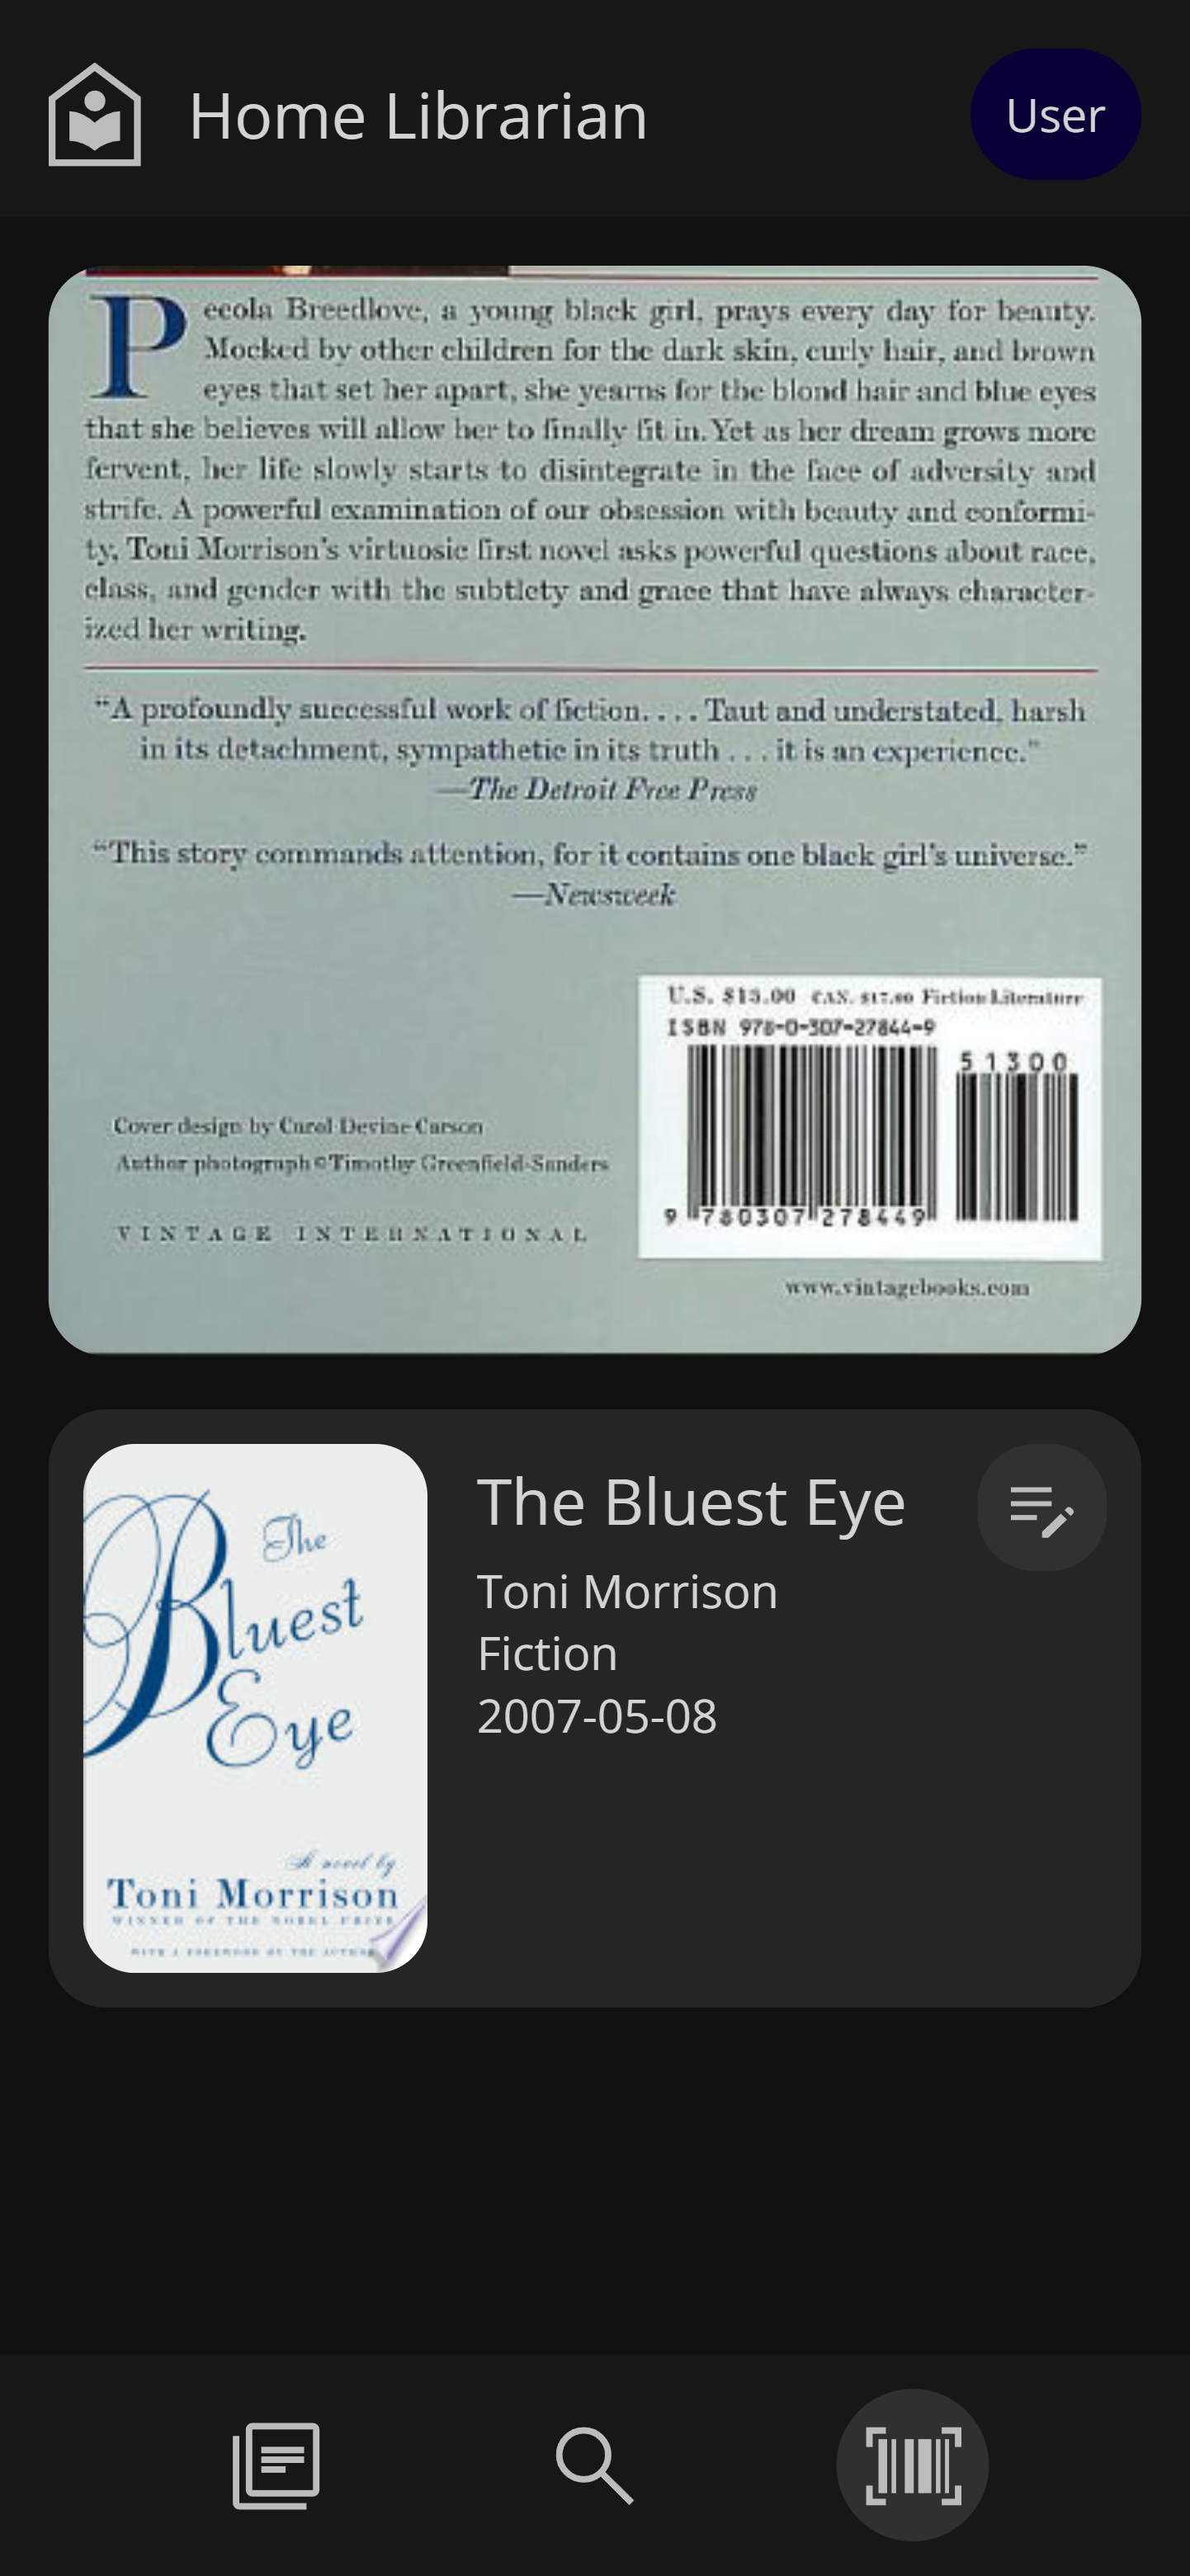 Home Librarian
User
Pecola Breedlove, a young black girl, prays every day for beauty.
Mocked by other children for the dark skin, curly hair, and brown
eyes that set her apart, she yearns for the blond hair and blue eyes
that she believes will allow her to finally fit in. Yet as her dream grows more
fervent, her life slowly starts to disintegrate in the face of adversity and
strife. A powerful examination of our obsession with beauty and conformi-
ty, Toni Morrison's virtuosic first novel asks powerful questions about race,
class, and gender with the subtlety and grace that have always character-
ized her writing.
“A profoundly successful work of fiction. . . . Taut and understated, harsh
in its detachment, sympathetic in its truth . . . it is an experience.”
—The Detroit Free Press
“This story commands attention, for it contains one black girl’s universe.”
—Newsweek
U.S. $13.00 CAN. Fiction/Literature
ISBN 978-0-307-27844-9
51300
9 780307 278449
Cover design by Carol Devine Carson
Author photograph © Timothy Greenfield-Sanders
VINTAGE INTERNATIONAL
www.vintagebooks.com
The
Bluest
Eye
A novel by
Toni Morrison
WINNER OF THE NOBEL PRIZE
WITH A FOREWORD BY THE AUTHOR
The Bluest Eye
Toni Morrison
Fiction
2007-05-08